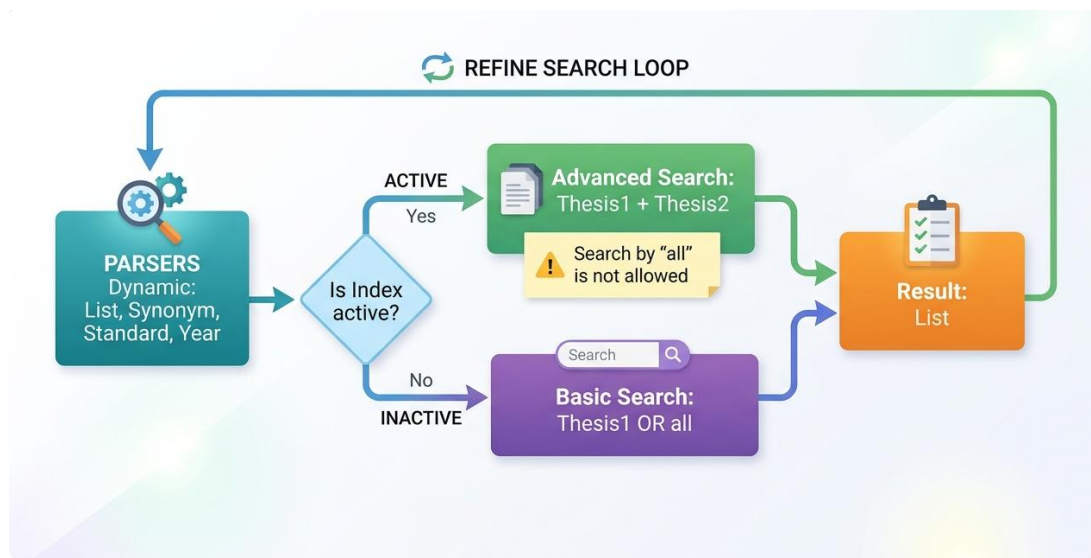 REFINE SEARCH LOOP
PARSERS
Dynamic:
List, Synonym,
Standard, Year
Is Index
active?
ACTIVE
Yes
No
INACTIVE
Advanced Search:
Thesis1 + Thesis2
Search by “all”
is not allowed
Search
Basic Search:
Thesis1 OR all
Result:
List